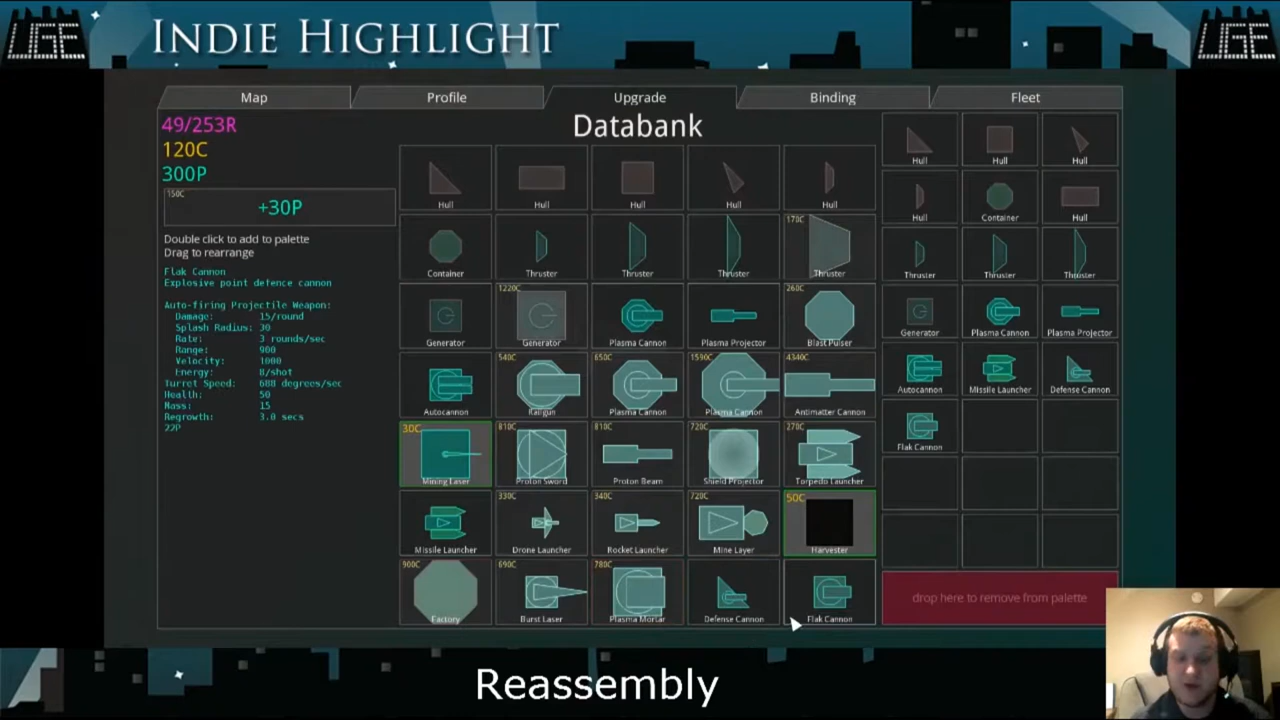 UGE
INDIE HIGHLIGHT
UGE
Map
Profile
Upgrade
Binding
Fleet
49/253R
120C
300P
150C
+30P
Double click to add to palette
Drag to rearrange
Flak Cannon
Explosive point defence cannon
Auto-firing Projectile Weapon:
Damage: 15/round
Splash Radius: 30
Rate: 3 rounds/sec
Range: 900
Velocity: 1000
Energy: 8/shot
Turret Speed: 688 degrees/sec
Health: 50
Mass: 15
Regrowth: 3.0 secs
22P
Databank
Hull
Hull
Hull
Hull
Hull
Container
Thruster
Thruster
Thruster
170C
Thruster
Generator
1220C
Generator
Plasma Cannon
Plasma Projector
260C
Blast Pulser
Autocannon
540C
Railgun
650C
Plasma Cannon
1590C
Plasma Cannon
4340C
Antimatter Cannon
30C
Mining Laser
810C
Proton Sword
810C
Proton Beam
720C
Shield Projector
270C
Torpedo Launcher
Missile Launcher
330C
Drone Launcher
340C
Rocket Launcher
720C
Mine Layer
50C
Harvester
900C
Factory
690C
Burst Laser
780C
Plasma Mortar
Defense Cannon
Flak Cannon
Hull
Hull
Hull
Hull
Container
Hull
Thruster
Thruster
Thruster
Generator
Plasma Cannon
Plasma Projector
Autocannon
Missile Launcher
Defense Cannon
Flak Cannon
drop here to remove from palette
Reassembly